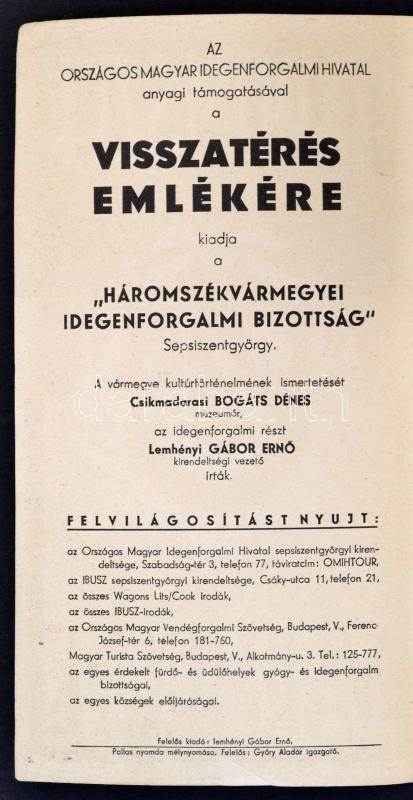 AZ
ORSZÁGOS MAGYAR IDEGENFORGALMI HIVATAL
anyagi támogatásával
a
VISSZATÉRÉS
EMLÉKÉRE
kiadja
a
„HÁROMSZÉKVÁRMEGYEI
IDEGENFORGALMI BIZOTTSÁG"
Sepsiszentgyörgy.
A vármegye kultúrtörténelmének ismertetését
Csikmadarasi BOGÁTS DÉNES
múzeumőr,
az idegenforgalmi részt
Lemhényi GÁBOR ERNŐ
kirendeltségi vezető
írták.
FELVILÁGOSÍTÁST NYUJT:
az Országos Magyar Idegenforgalmi Hivatal sepsiszentgyörgyi kiren-
deltsége, Szabadság-tér 3, telefon 77, táviratcím: OMIHTOUR,
az IBUSZ sepsiszentgyörgyi kirendeltsége, Csáky-utca 11, telefon 21,
az összes Wagons Lits/Cook irodák,
az összes IBUSZ-irodák,
az Országos Magyar Vendégforgalmi Szövetség, Budapest, V., Ferenc
József-tér 6, telefon 181-750,
Magyar Turista Szövetség, Budapest, V., Alkotmány-u. 3. Tel.: 125-777,
az egyes érdekelt fürdő- és üdülőhelyek gyógy- és idegenforgalm
bizottságai,
az egyes községek előljáróságai.
Felelős kiadó: lemhényi Gábor Ernő.
Pallas nyomda mélynyomása. Felelős: Győry Aladár igazgató.